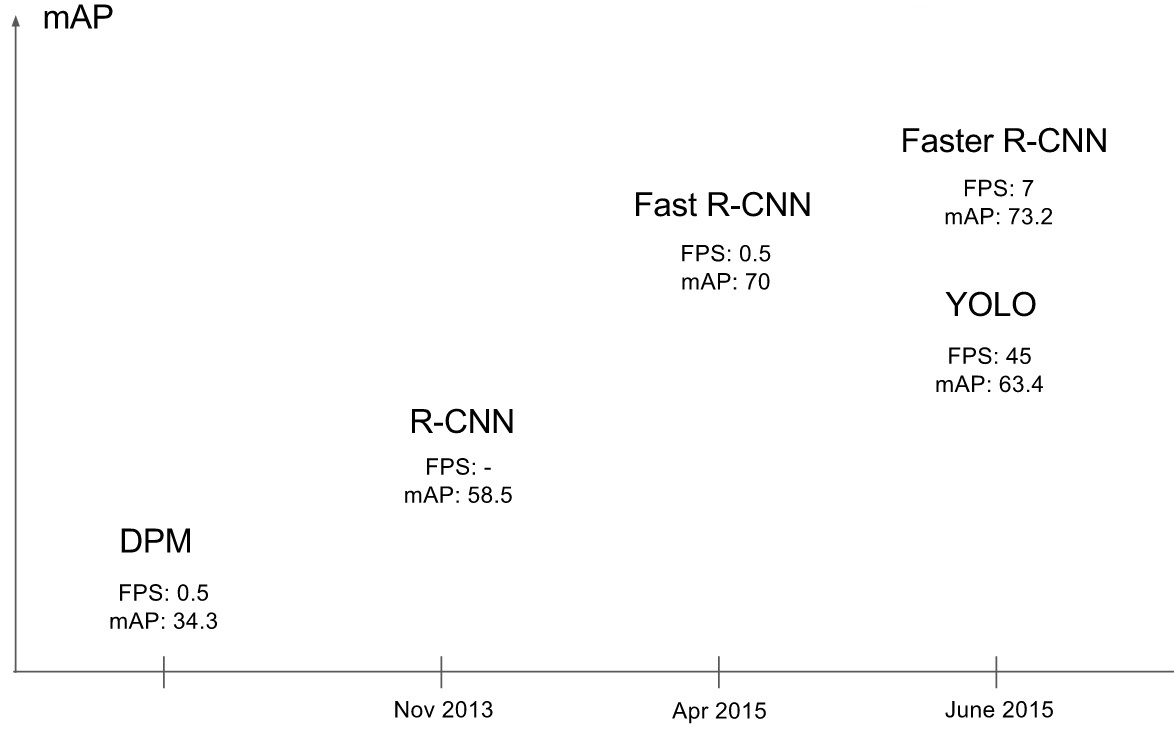 mAP
Faster R-CNN
FPS: 7
mAP: 73.2
Fast R-CNN
FPS: 0.5
mAP: 70
YOLO
FPS: 45
mAP: 63.4
R-CNN
FPS: -
mAP: 58.5
DPM
FPS: 0.5
mAP: 34.3
Nov 2013
Apr 2015
June 2015